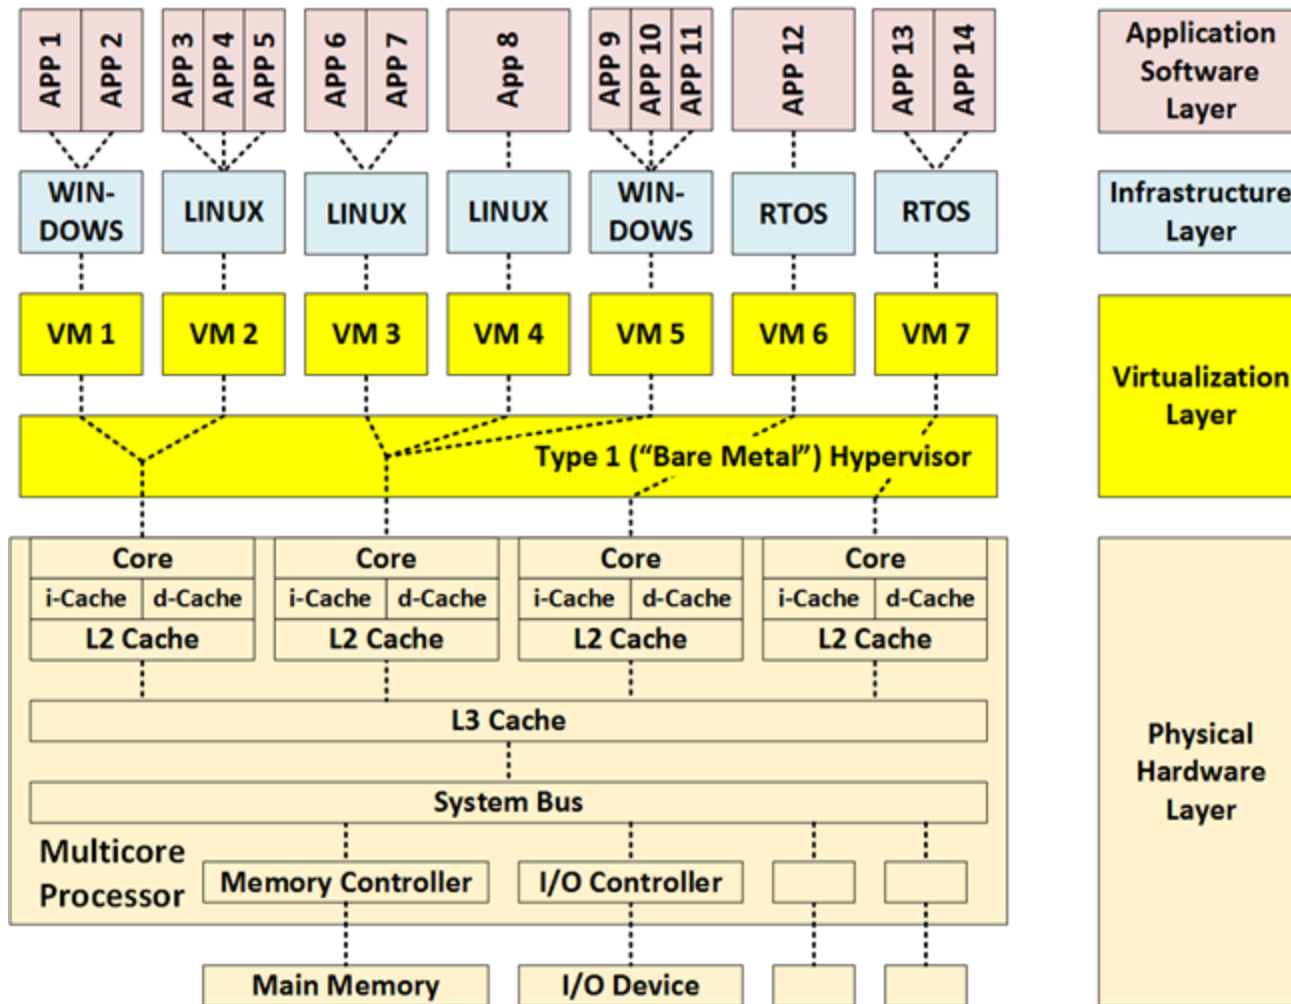 APP 1
APP 2
APP 3
APP 4
APP 5
APP 6
APP 7
App 8
APP 9
APP 10
APP 11
APP 12
APP 13
APP 14
Application
Software
Layer
WIN-
DOWS
LINUX
LINUX
LINUX
WIN-
DOWS
RTOS
RTOS
Infrastructure
Layer
VM 1
VM 2
VM 3
VM 4
VM 5
VM 6
VM 7
Virtualization
Layer
Type 1 (“Bare Metal”) Hypervisor
Core
Core
Core
Core
i-Cache
d-Cache
i-Cache
d-Cache
i-Cache
d-Cache
i-Cache
d-Cache
L2 Cache
L2 Cache
L2 Cache
L2 Cache
L3 Cache
System Bus
Physical
Hardware
Layer
Multicore
Processor
Memory Controller
I/O Controller
Main Memory
I/O Device